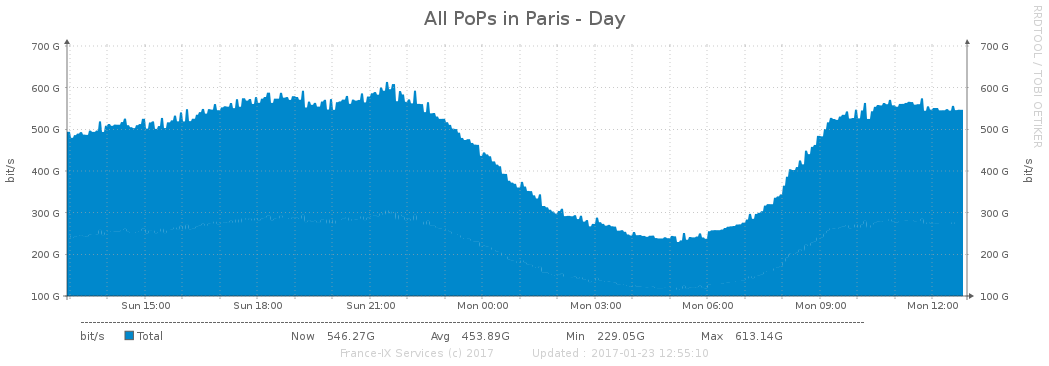 All PoPs in Paris - Day
RRDTOOL / TOBI OETIKER
700 G 700 G
600 G 600 G
500 G 500 G
400 G 400 G
300 G 300 G
200 G 200 G
100 G 100 G
bit/s bit/s
Sun 15:00 Sun 18:00 Sun 21:00 Mon 00:00 Mon 03:00 Mon 06:00 Mon 09:00 Mon 12:00
bit/s Total Now 546.27G Avg 453.89G Min 229.05G Max 613.14G
France-IX Services (c) 2017 Updated : 2017-01-23 12:55:10